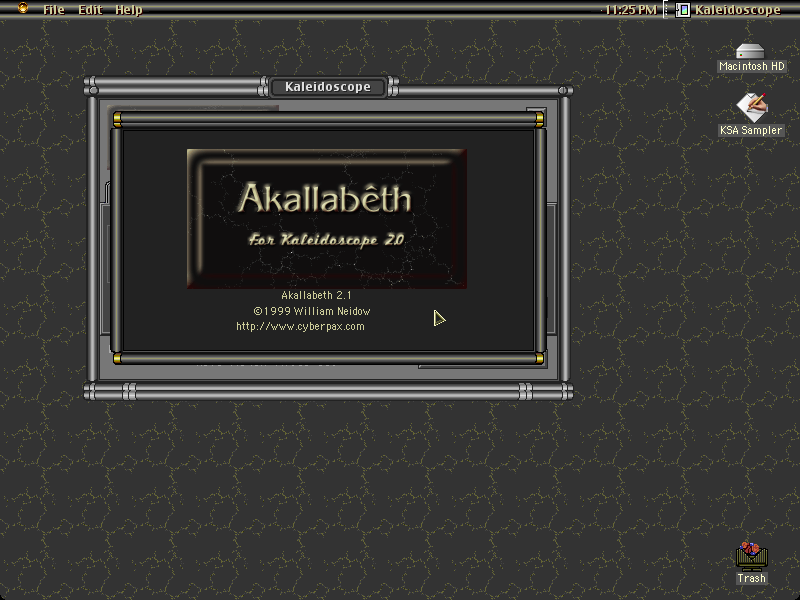 File Edit Help 11:25 PM Kaleidoscope
Macintosh HD
KSA Sampler
Kaleidoscope
Akallabêth
For Kaleidoscope 2.0
Akallabeth 2.1
©1999 William Neidow
http://www.cyberpax.com
Trash